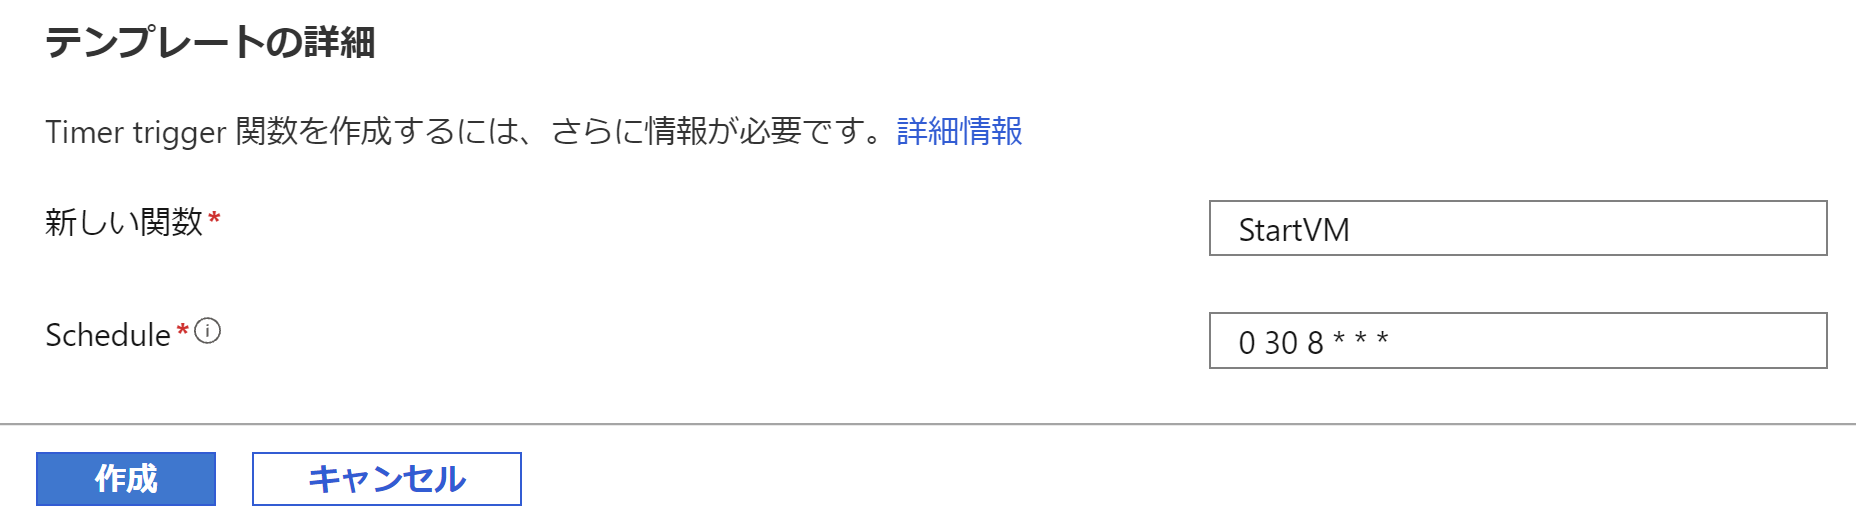 テンプレートの詳細
Timer trigger 関数を作成するには、さらに情報が必要です。詳細情報
新しい関数*
StartVM
Schedule*
0 30 8 * * *
作成
キャンセル